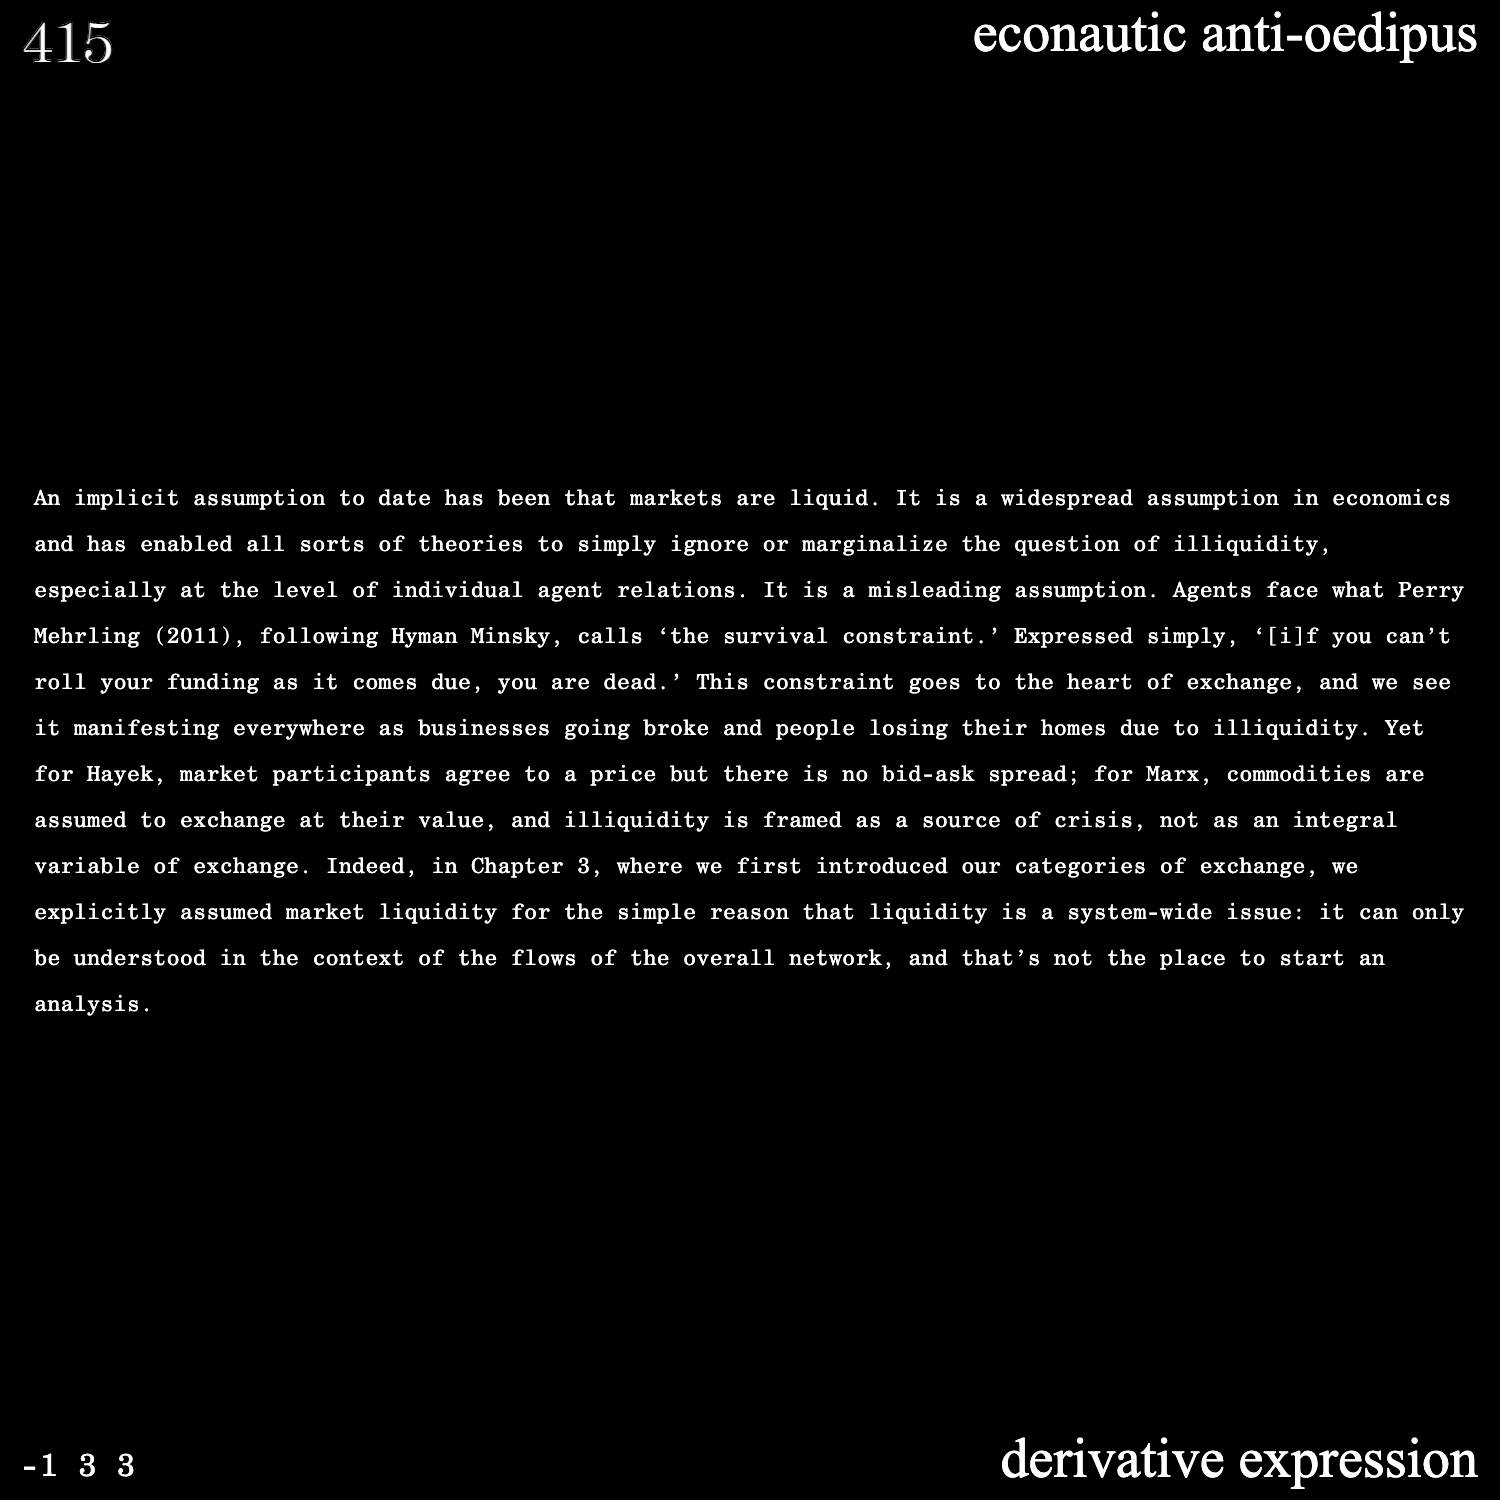 415
econautic anti-oedipus
An implicit assumption to date has been that markets are liquid. It is a widespread assumption in economics
and has enabled all sorts of theories to simply ignore or marginalize the question of illiquidity,
especially at the level of individual agent relations. It is a misleading assumption. Agents face what Perry
Mehrling (2011), following Hyman Minsky, calls ‘the survival constraint.’ Expressed simply, ‘[i]f you can’t
roll your funding as it comes due, you are dead.’ This constraint goes to the heart of exchange, and we see
it manifesting everywhere as businesses going broke and people losing their homes due to illiquidity. Yet
for Hayek, market participants agree to a price but there is no bid-ask spread; for Marx, commodities are
assumed to exchange at their value, and illiquidity is framed as a source of crisis, not as an integral
variable of exchange. Indeed, in Chapter 3, where we first introduced our categories of exchange, we
explicitly assumed market liquidity for the simple reason that liquidity is a system-wide issue: it can only
be understood in the context of the flows of the overall network, and that’s not the place to start an
analysis.
-1 3 3
derivative expression